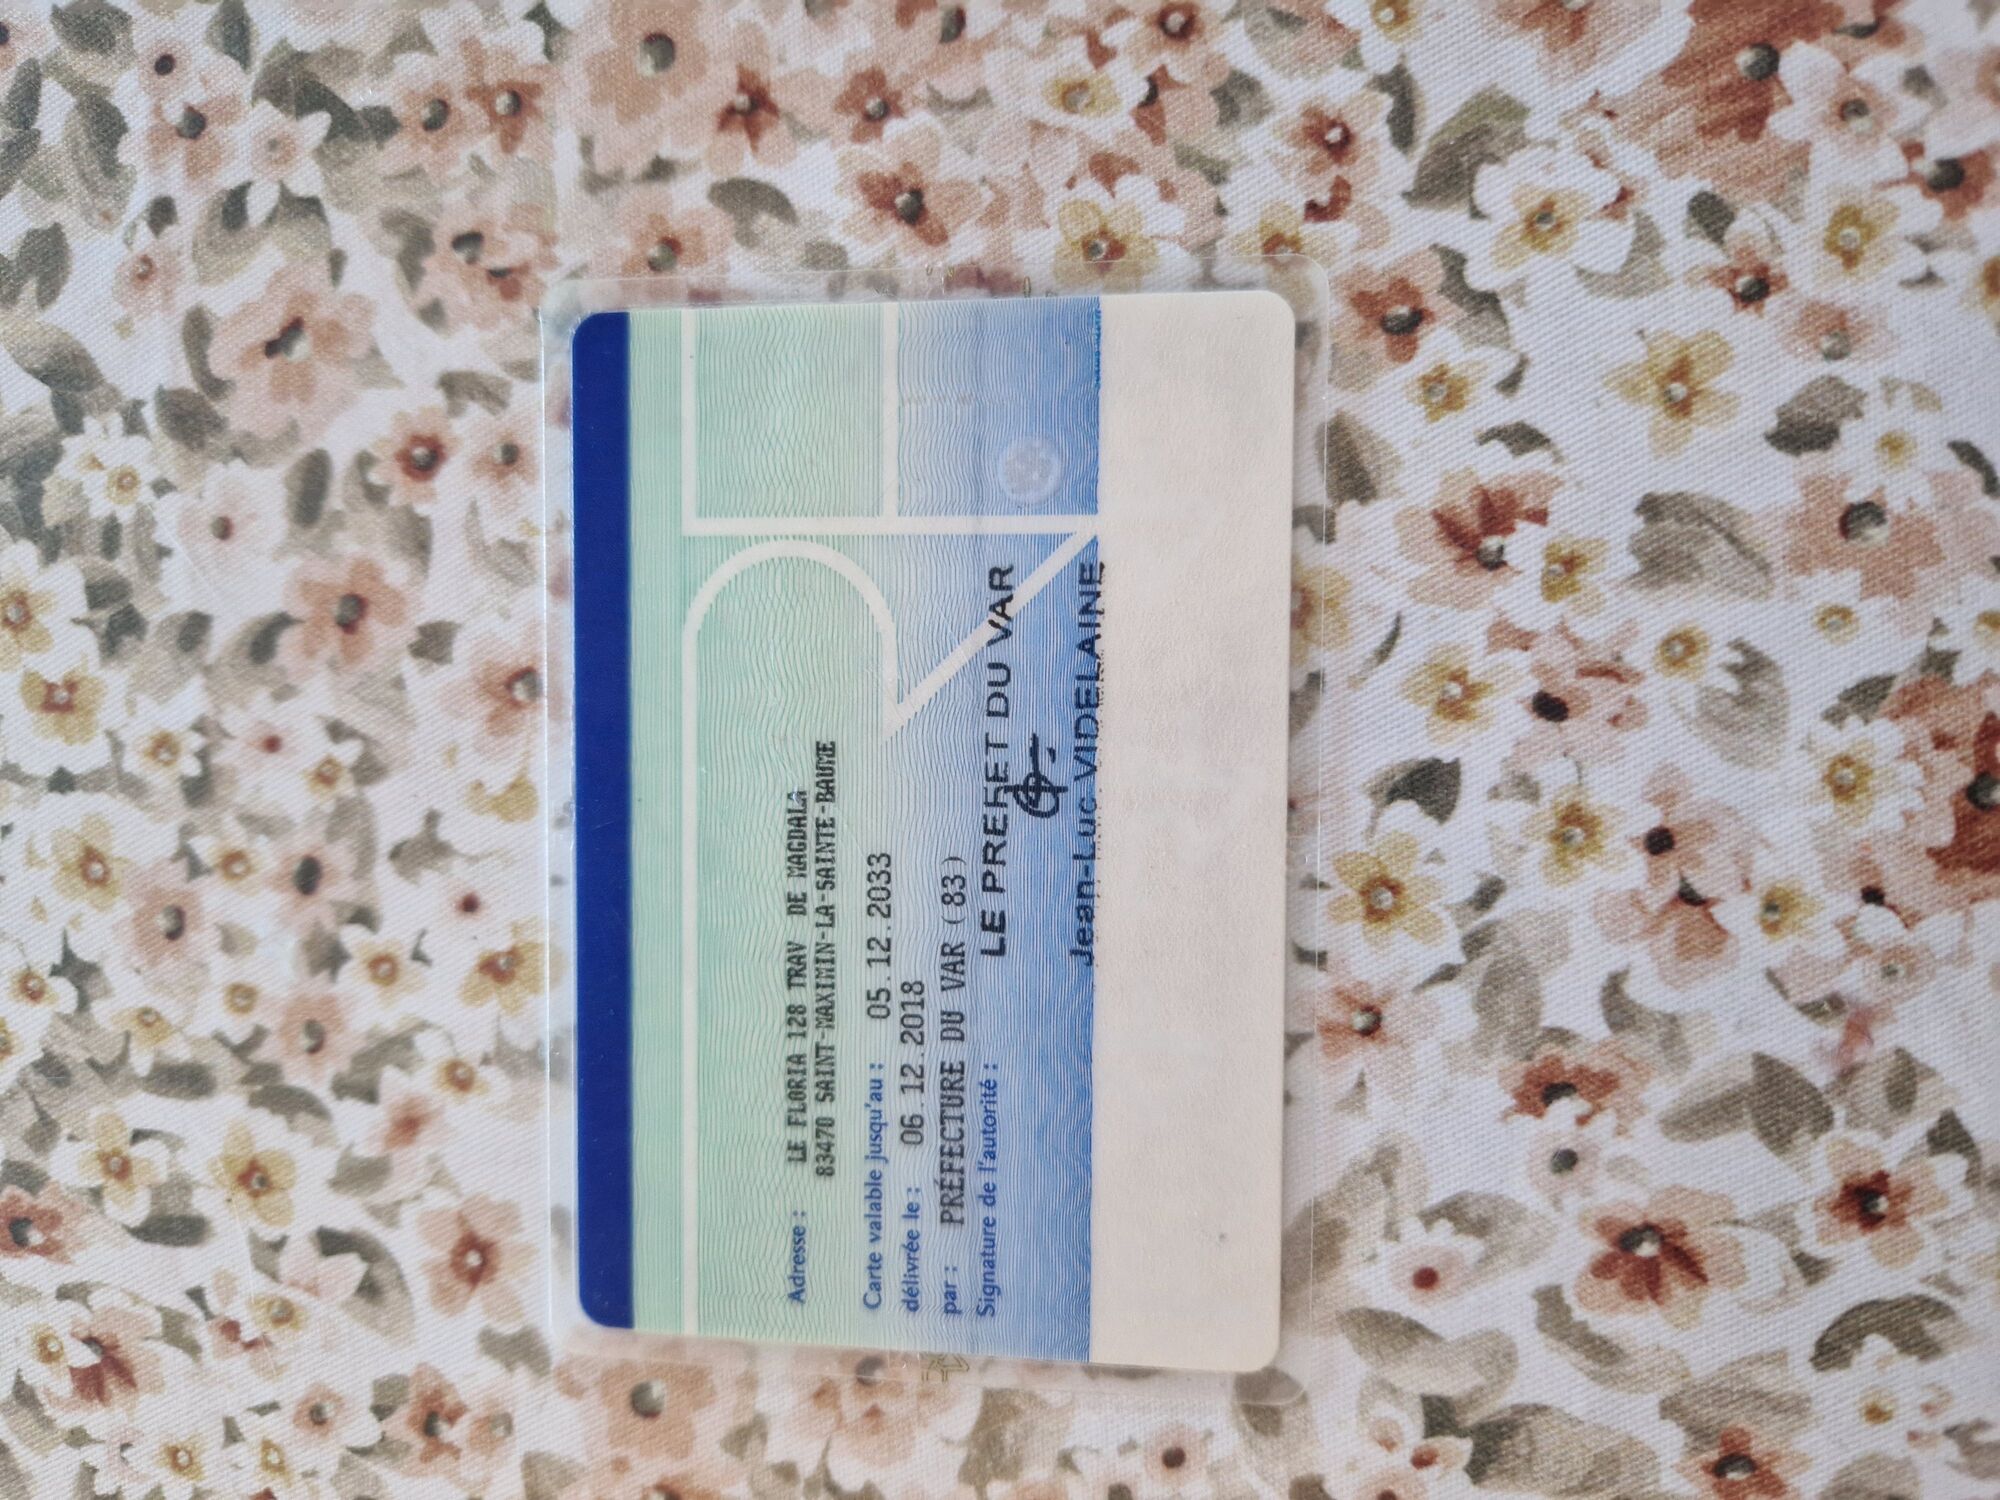 Adresse : LE FLORIA 128 TRAV DE MAGDALA
83470 SAINT-MAXIMIN-LA-SAINTE-BAUME
Carte valable jusqu'au : 05.12.2033
délivrée le : 06.12.2018
par : PRÉFECTURE DU VAR (83)
Signature de l'autorité :
LE PREFET DU VAR
Jean-Luc VIDELAINE